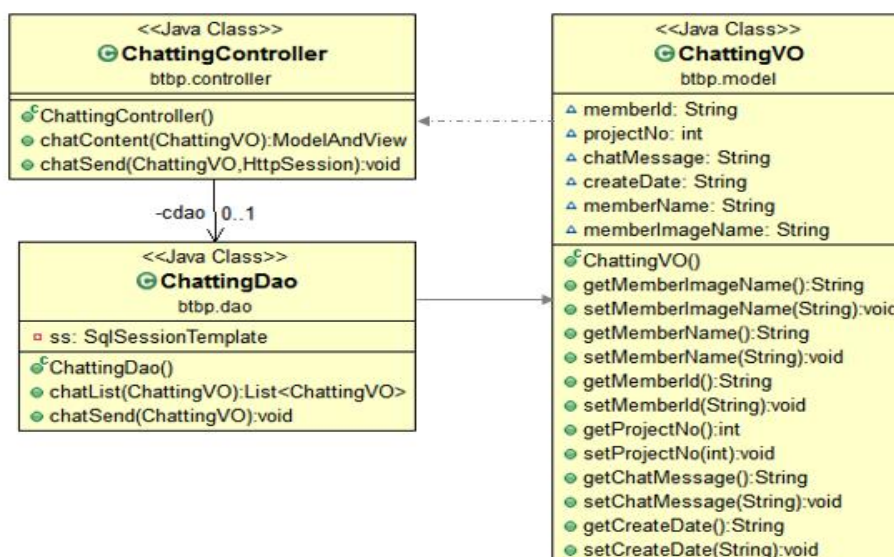 <<Java Class>>
ChattingController
btbp.controller
ChattingController()
chatContent(ChattingVO):ModelAndView
chatSend(ChattingVO,HttpSession):void
-cdao 0..1
<<Java Class>>
ChattingDao
btbp.dao
ss: SqlSessionTemplate
ChattingDao()
chatList(ChattingVO):List<ChattingVO>
chatSend(ChattingVO):void
<<Java Class>>
ChattingVO
btbp.model
memberId: String
projectNo: int
chatMessage: String
createDate: String
memberName: String
memberImageName: String
ChattingVO()
getMemberImageName():String
setMemberImageName(String):void
getMemberName():String
setMemberName(String):void
getMemberId():String
setMemberId(String):void
getProjectNo():int
setProjectNo(int):void
getChatMessage():String
setChatMessage(String):void
getCreateDate():String
setCreateDate(String):void